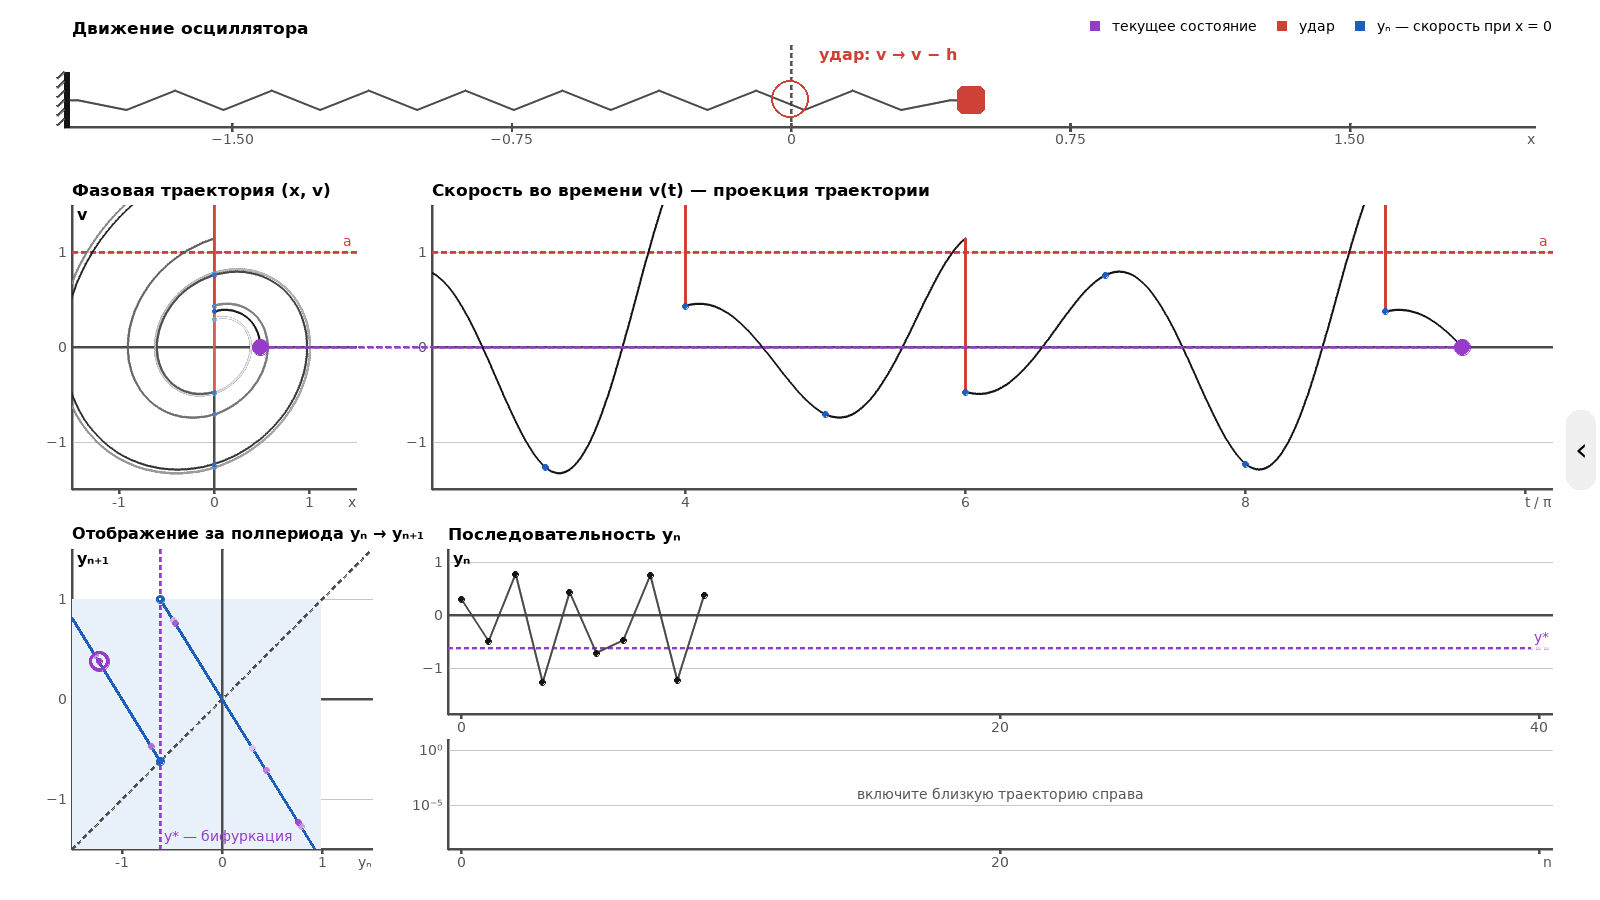 Движение осциллятора
текущее состояние удар yₙ — скорость при x = 0
удар: v → v − h
−1.50 −0.75 0 0.75 1.50 x
Фазовая траектория (x, v)
v
a
1
0
−1
-1 0 1 x
Скорость во времени v(t) — проекция траектории
a
1
0
−1
4 6 8 t / π
‹
Отображение за полпериода yₙ → yₙ₊₁
yₙ₊₁
1
0
−1
y* — бифуркация
-1 0 1 yₙ
Последовательность yₙ
yₙ
1
0
−1
y*
0 20 40
10⁰
10⁻⁵
включите близкую траекторию справа
0 20 n